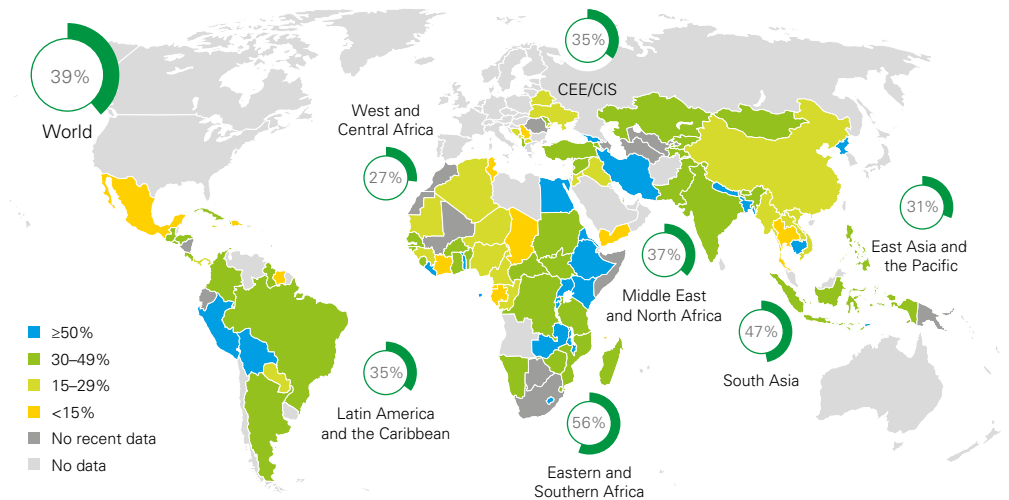 39%
World
35%
CEE/CIS
West and
Central Africa
27%
31%
East Asia and
the Pacific
37%
Middle East
and North Africa
47%
South Asia
35%
Latin America
and the Caribbean
56%
Eastern and
Southern Africa
≥50%
30–49%
15–29%
<15%
No recent data
No data